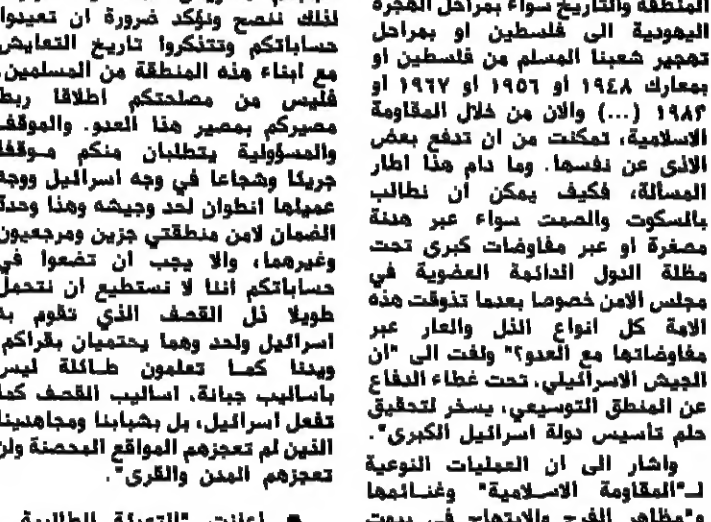 المنطقة والتاريخ سواء بمراحل الهجرة
اليهودية الى فلسطين او بمراحل
تهجير شعبنا المسلم من فلسطين او
بمعارك ١٩٤٨ أو ١٩٥٦ أو ١٩٦٧ او
١٩٨٢ (...) والان من خلال المقاومة
الاسلامية، تمكنت من ان تدفع بعض
الاذى عن نفسها. وما دام هذا اطار
المسألة، فكيف يمكن أن نطالب
بالسكوت والصمت سواء عبر هدنة
مصغرة او عبر مفاوضات كبرى تحت
مظلة الدول الدائمة العضوية في
مجلس الامن خصوصا بعدما تذوقت هذه
الامة كل انواع الذل والعار عبر
مفاوضاتها مع العدو؟" ولفت الى "ان
الجيش الاسرائيلي، تحت غطاء الدفاع
عن المنطق التوسيعي، يسخر لتحقيق
حلم تأسيس دولة اسرائيل الكبرى".
واشار الى ان العمليات النوعية
لـ"المقاومة الاسلامية" وغنائمها
و"مظاهر الفرح والابتهاج في بيروت
لذلك ننصح ونؤكد ضرورة ان تعيدوا
حساباتكم وتتذكروا تاريخ التعايش
مع ابناء هذه المنطقة من المسلمين،
فليس من مصلحتكم اطلاقا ربط
مصيركم بمصير هذا العدو. والموقف
والمسؤولية يتطلبان منكم موقفا
جريئا وشجاعا في وجه اسرائيل ووجه
عميلها انطوان لحد وجيشه وهذا وحدة
الضمان لامن منطقتي جزين ومرجعيون
وغيرهما، والا يجب ان تضعوا في
حساباتكم اننا لا نستطيع ان نتحمل
طويلا ذل القصف الذي تقوم به
اسرائيل ولحد وهما يحتميان بقراكم.
ويدنا كما تعلمون طائلة ليس
باساليب جبانة، اساليب القصف كما
تفعل اسرائيل، بل بشبابنا ومجاهدينا
الذين لم تعجزهم المواقع المحصنة ولن
تعجزهم المدن والقرى".
■ اعلنت "التعبئة الطالبية